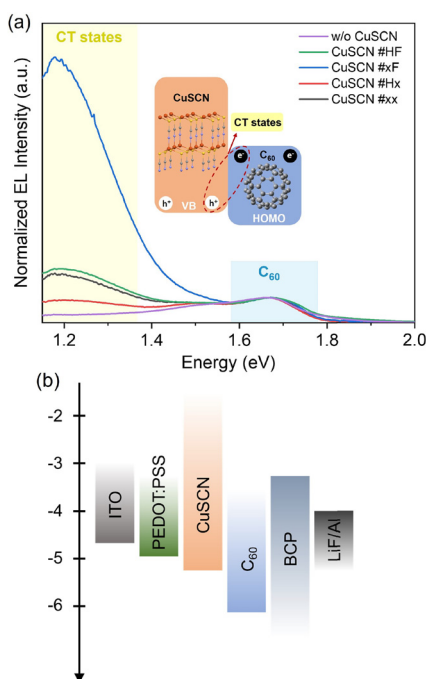 (a)
CT states
w/o CuSCN
CuSCN #HF
CuSCN #xF
CuSCN #Hx
CuSCN #xx
CuSCN
CT states
e⁻ C₆₀ e⁻
h⁺ VB h⁺
HOMO
C₆₀
Normalized EL Intensity (a.u.)
1.2 1.4 1.6 1.8 2.0
Energy (eV)
(b)
-2
-3
-4
-5
-6
ITO
PEDOT:PSS
CuSCN
C₆₀
BCP
LiF/Al